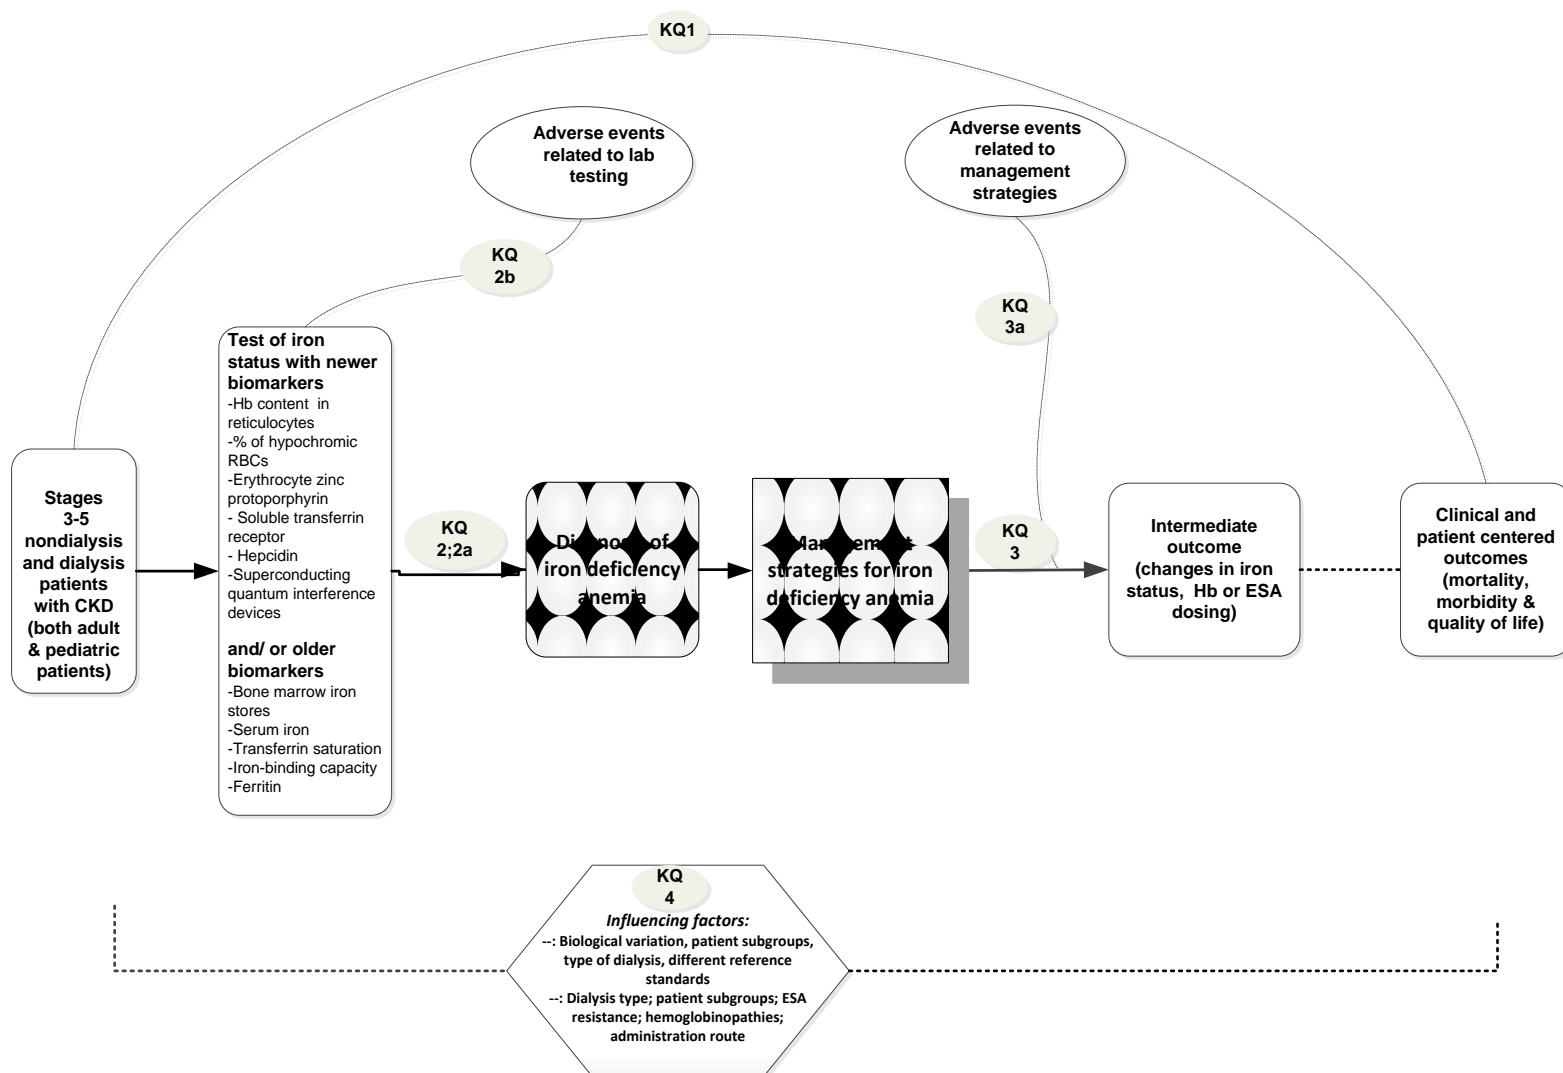 KQ1
Adverse events
related to lab
testing
Adverse events
related to
management
strategies
KQ
2b
KQ
3a
Stages
3-5
nondialysis
and dialysis
patients
with CKD
(both adult
& pediatric
patients)
Test of iron
status with newer
biomarkers
-Hb content in
reticulocytes
-% of hypochromic
RBCs
-Erythrocyte zinc
protoporphyrin
- Soluble transferrin
receptor
- Hepcidin
-Superconducting
quantum interference
devices
and/ or older
biomarkers
-Bone marrow iron
stores
-Serum iron
-Transferrin saturation
-Iron-binding capacity
-Ferritin
KQ
2;2a
Diagnosis of
iron deficiency
anemia
Management
strategies for iron
deficiency anemia
KQ
3
Intermediate
outcome
(changes in iron
status, Hb or ESA
dosing)
Clinical and
patient centered
outcomes
(mortality,
morbidity &
quality of life)
KQ
4
Influencing factors:
--: Biological variation, patient subgroups,
type of dialysis, different reference
standards
--: Dialysis type; patient subgroups; ESA
resistance; hemoglobinopathies;
administration route